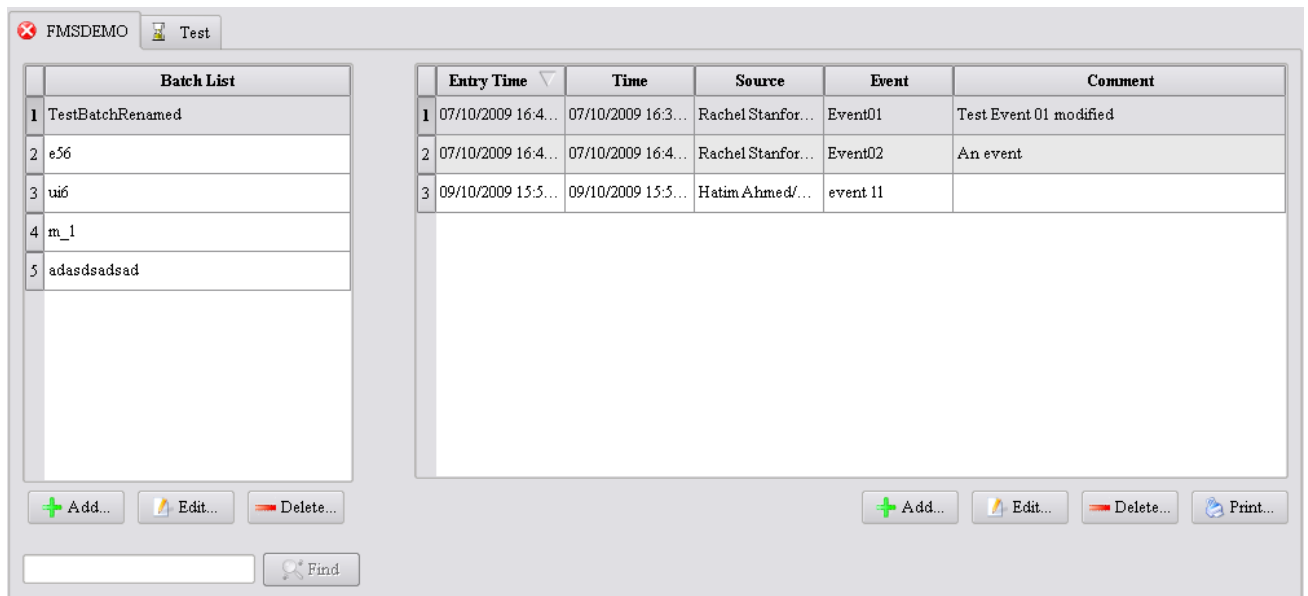 FMSDEMO Test
Batch List
1 TestBatchRenamed
2 e56
3 ui6
4 m_1
5 adasdsadsad
Add... Edit... Delete...
Find
Entry Time Time Source Event Comment
1 07/10/2009 16:4... 07/10/2009 16:3... Rachel Stanfor... Event01 Test Event 01 modified
2 07/10/2009 16:4... 07/10/2009 16:4... Rachel Stanfor... Event02 An event
3 09/10/2009 15:5... 09/10/2009 15:5... Hatim Ahmed/... event 11
Add... Edit... Delete... Print...